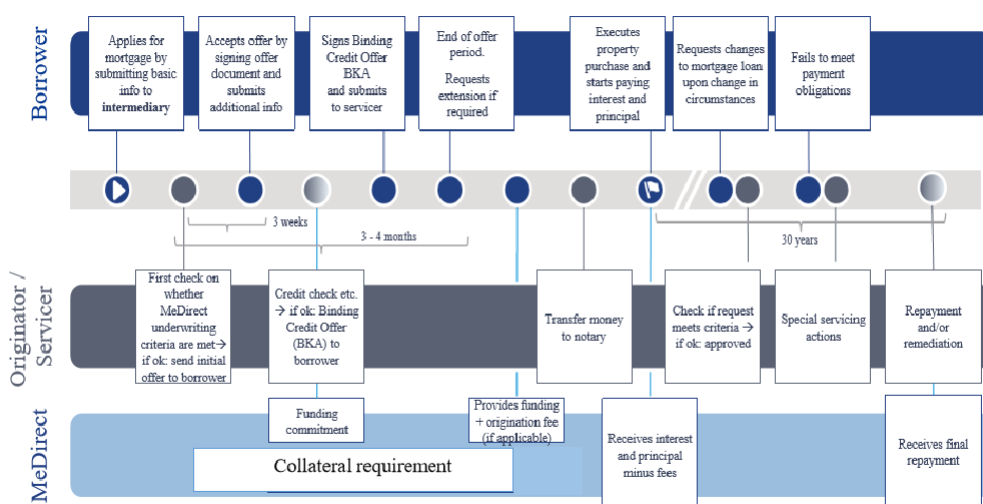 Borrower
Applies for
mortgage by
submitting basic
info to
intermediary
Accepts offer by
signing offer
document and
submits
additional info
Signs Binding
Credit Offer
BKA
and submits
to servicer
End of offer
period.
Requests
extension if
required
Executes
property
purchase and
starts paying
interest and
principal
Requests changes
to mortgage loan
upon change in
circumstances
Fails to meet
payment
obligations
3 weeks
3 - 4 months
30 years
Originator /
Servicer
First check on
whether
MeDirect
underwriting
criteria are met→
if ok: send initial
offer to borrower
Credit check etc.
→ if ok: Binding
Credit Offer
(BKA) to
borrower
Transfer money
to notary
Check if request
meets criteria →
if ok: approved
Special servicing
actions
Repayment
and/or
remediation
MeDirect
Funding
commitment
Provides funding
+ origination fee
(if applicable)
Receives interest
and principal
minus fees
Receives final
repayment
Collateral requirement